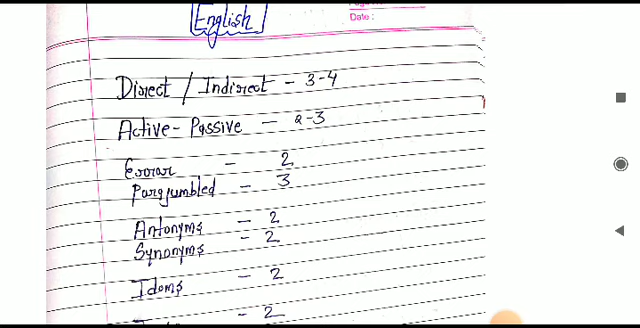 English
Date :
Direct / Indirect - 3-4
Active - Passive - 2-3
Error - 2
Parajumbled - 3
Antonyms - 2
Synonyms - 2
Idoms - 2
- 2